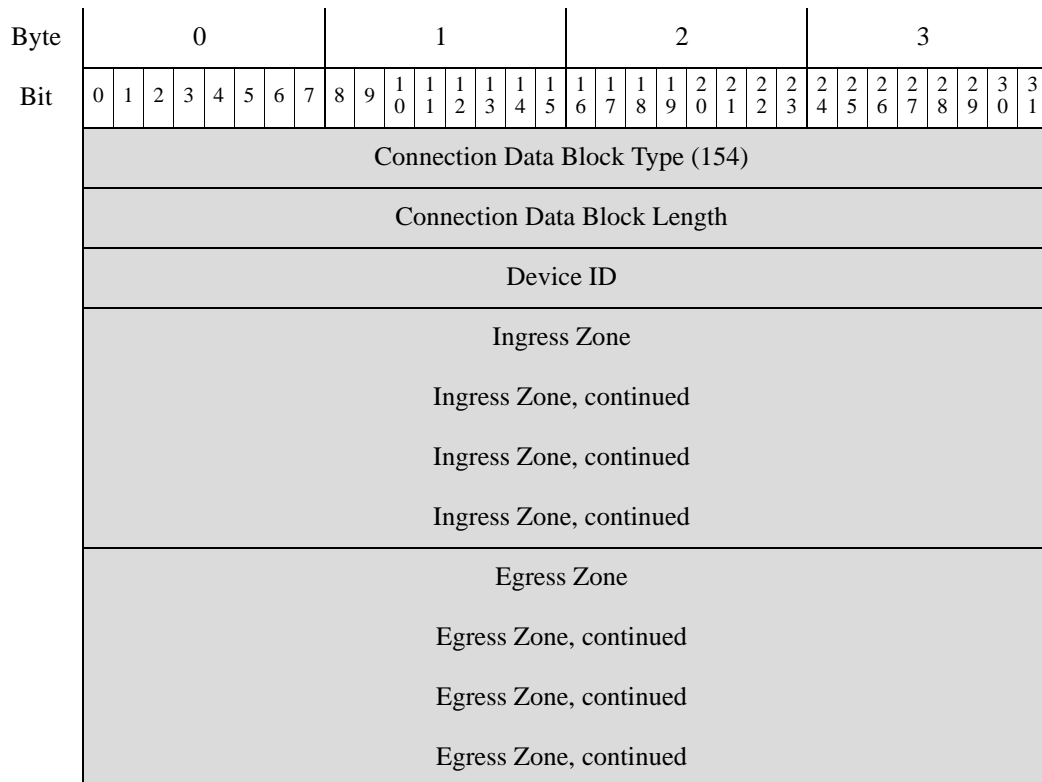 Byte 0 1 2 3
Bit 0 1 2 3 4 5 6 7 8 9 10 11 12 13 14 15 16 17 18 19 20 21 22 23 24 25 26 27 28 29 30 31
Connection Data Block Type (154)
Connection Data Block Length
Device ID
Ingress Zone
Ingress Zone, continued
Ingress Zone, continued
Ingress Zone, continued
Egress Zone
Egress Zone, continued
Egress Zone, continued
Egress Zone, continued